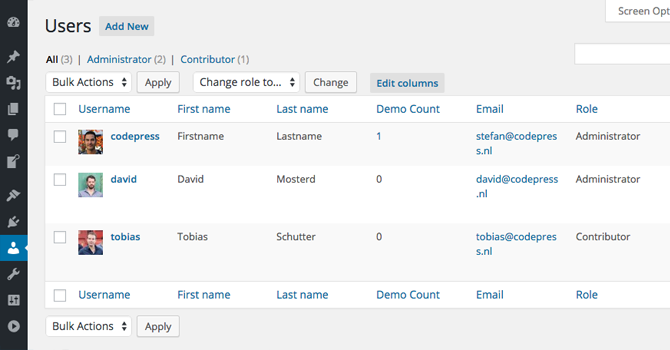 Screen Opt
Users Add New
All (3) | Administrator (2) | Contributor (1)
Bulk Actions Apply Change role to... Change Edit columns
Username First name Last name Demo Count Email Role
codepress Firstname Lastname 1 stefan@codepres Administrator
s.nl
david David Mosterd 0 david@codepress Administrator
.nl
tobias Tobias Schutter 0 tobias@codepres Contributor
s.nl
Username First name Last name Demo Count Email Role
Bulk Actions Apply